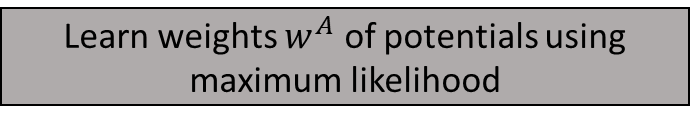 Learn weights w^A of potentials using
maximum likelihood